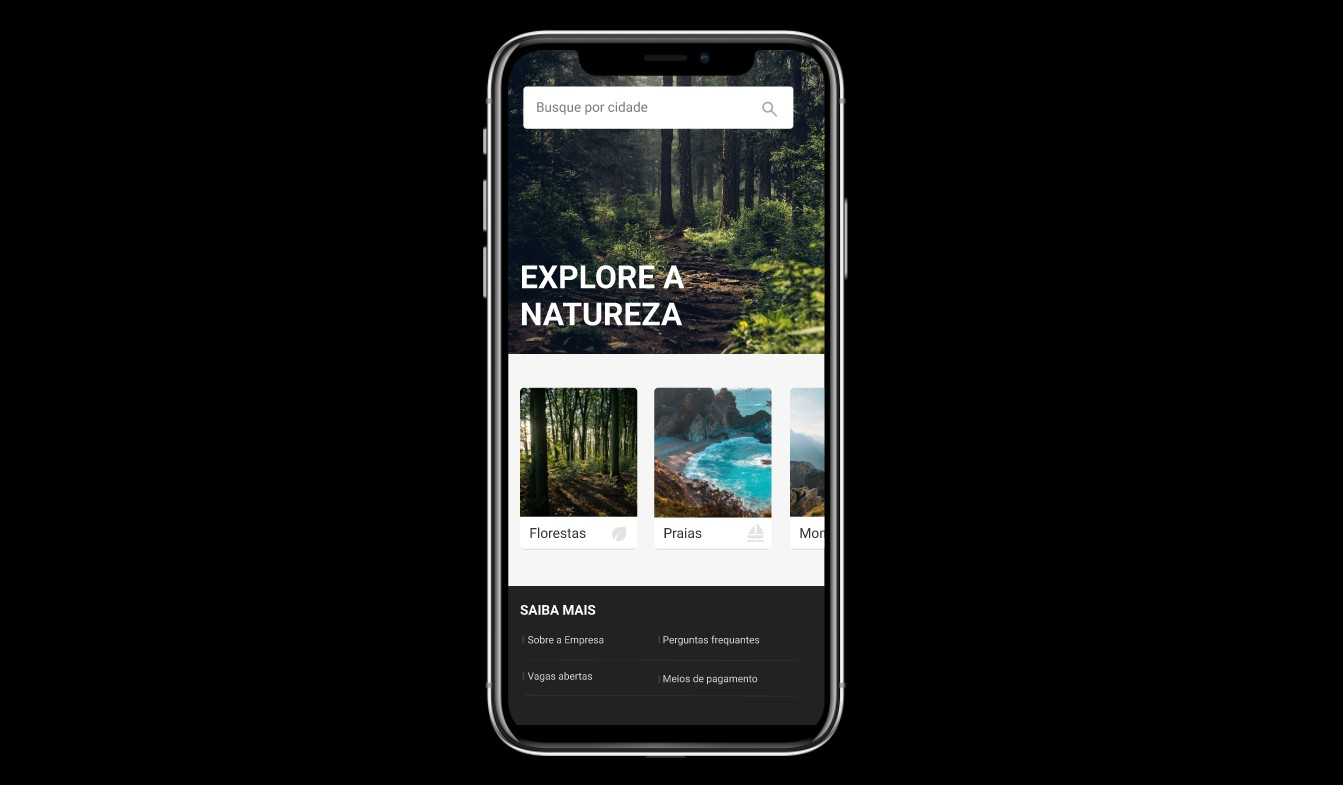 Busque por cidade
EXPLORE A
NATUREZA
Florestas
Praias
Mon
SAIBA MAIS
Sobre a Empresa
Perguntas frequantes
Vagas abertas
Meios de pagamento